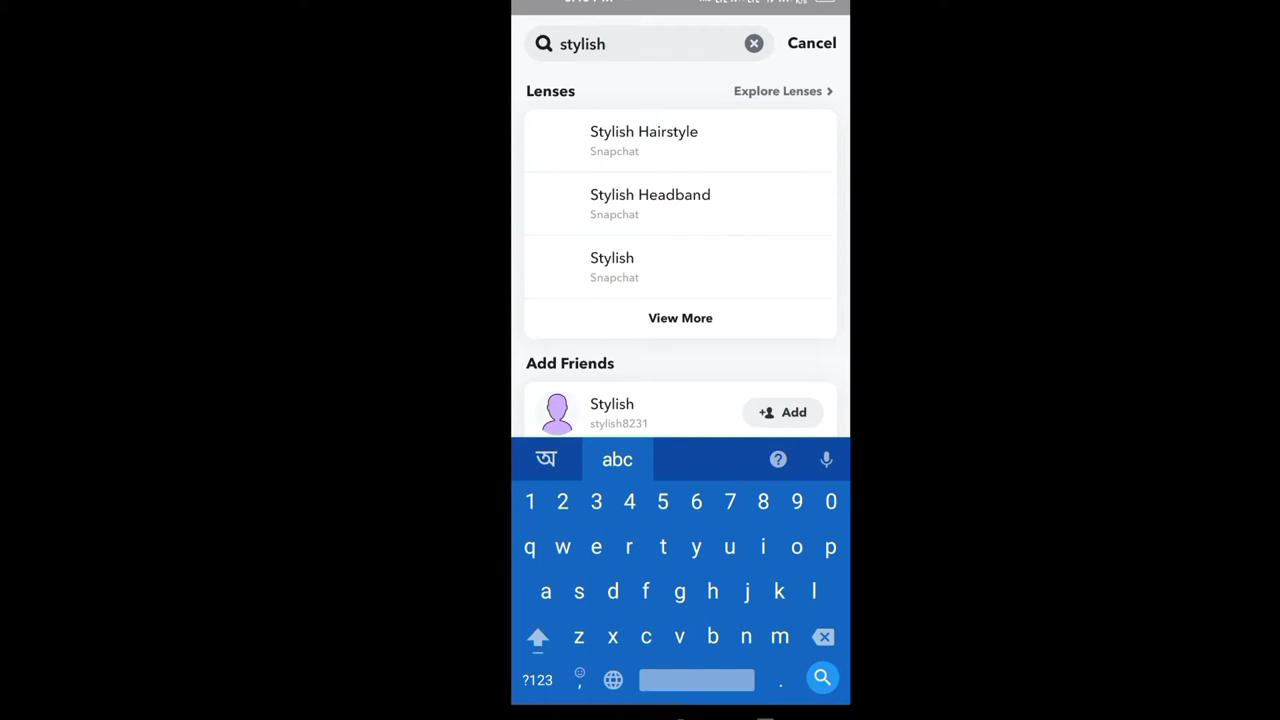 stylish Cancel
Lenses Explore Lenses >
Stylish Hairstyle
Snapchat
Stylish Headband
Snapchat
Stylish
Snapchat
View More
Add Friends
Stylish
stylish8231
Add
অ abc ?
1 2 3 4 5 6 7 8 9 0
q w e r t y u i o p
a s d f g h j k l
z x c v b n m
?123 , .